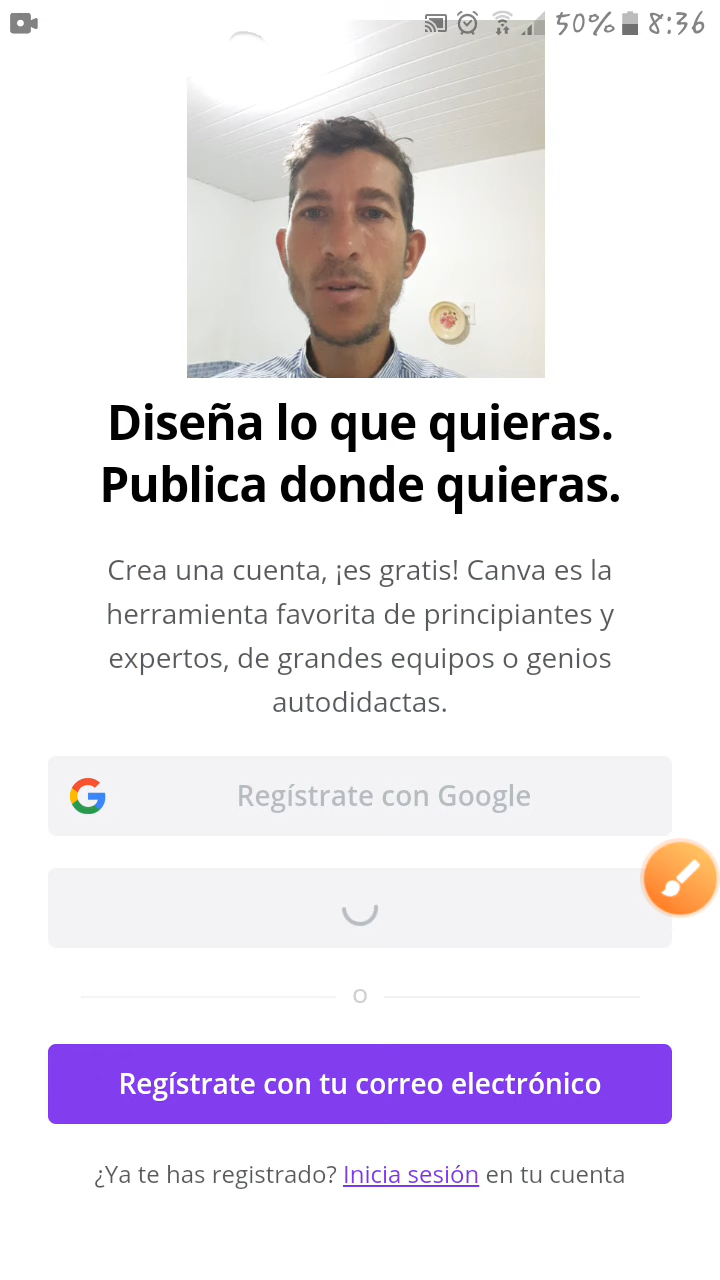 50% 8:36
Diseña lo que quieras.
Publica donde quieras.
Crea una cuenta, ¡es gratis! Canva es la
herramienta favorita de principiantes y
expertos, de grandes equipos o genios
autodidactas.
Regístrate con Google
o
Regístrate con tu correo electrónico
¿Ya te has registrado? Inicia sesión en tu cuenta